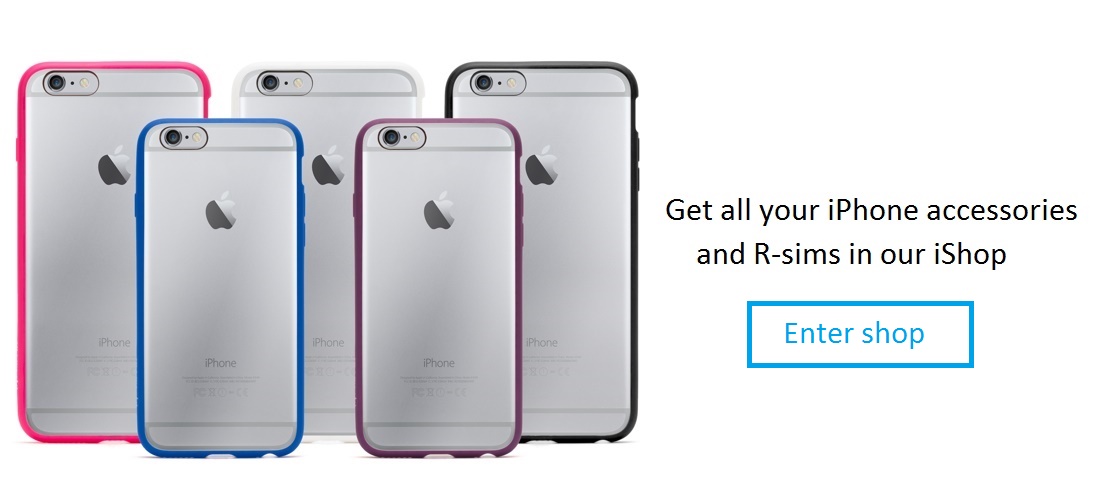 Get all your iPhone accessories
and R-sims in our iShop
Enter shop
iPhone
iPhone
iPhone
iPhone
iPhone